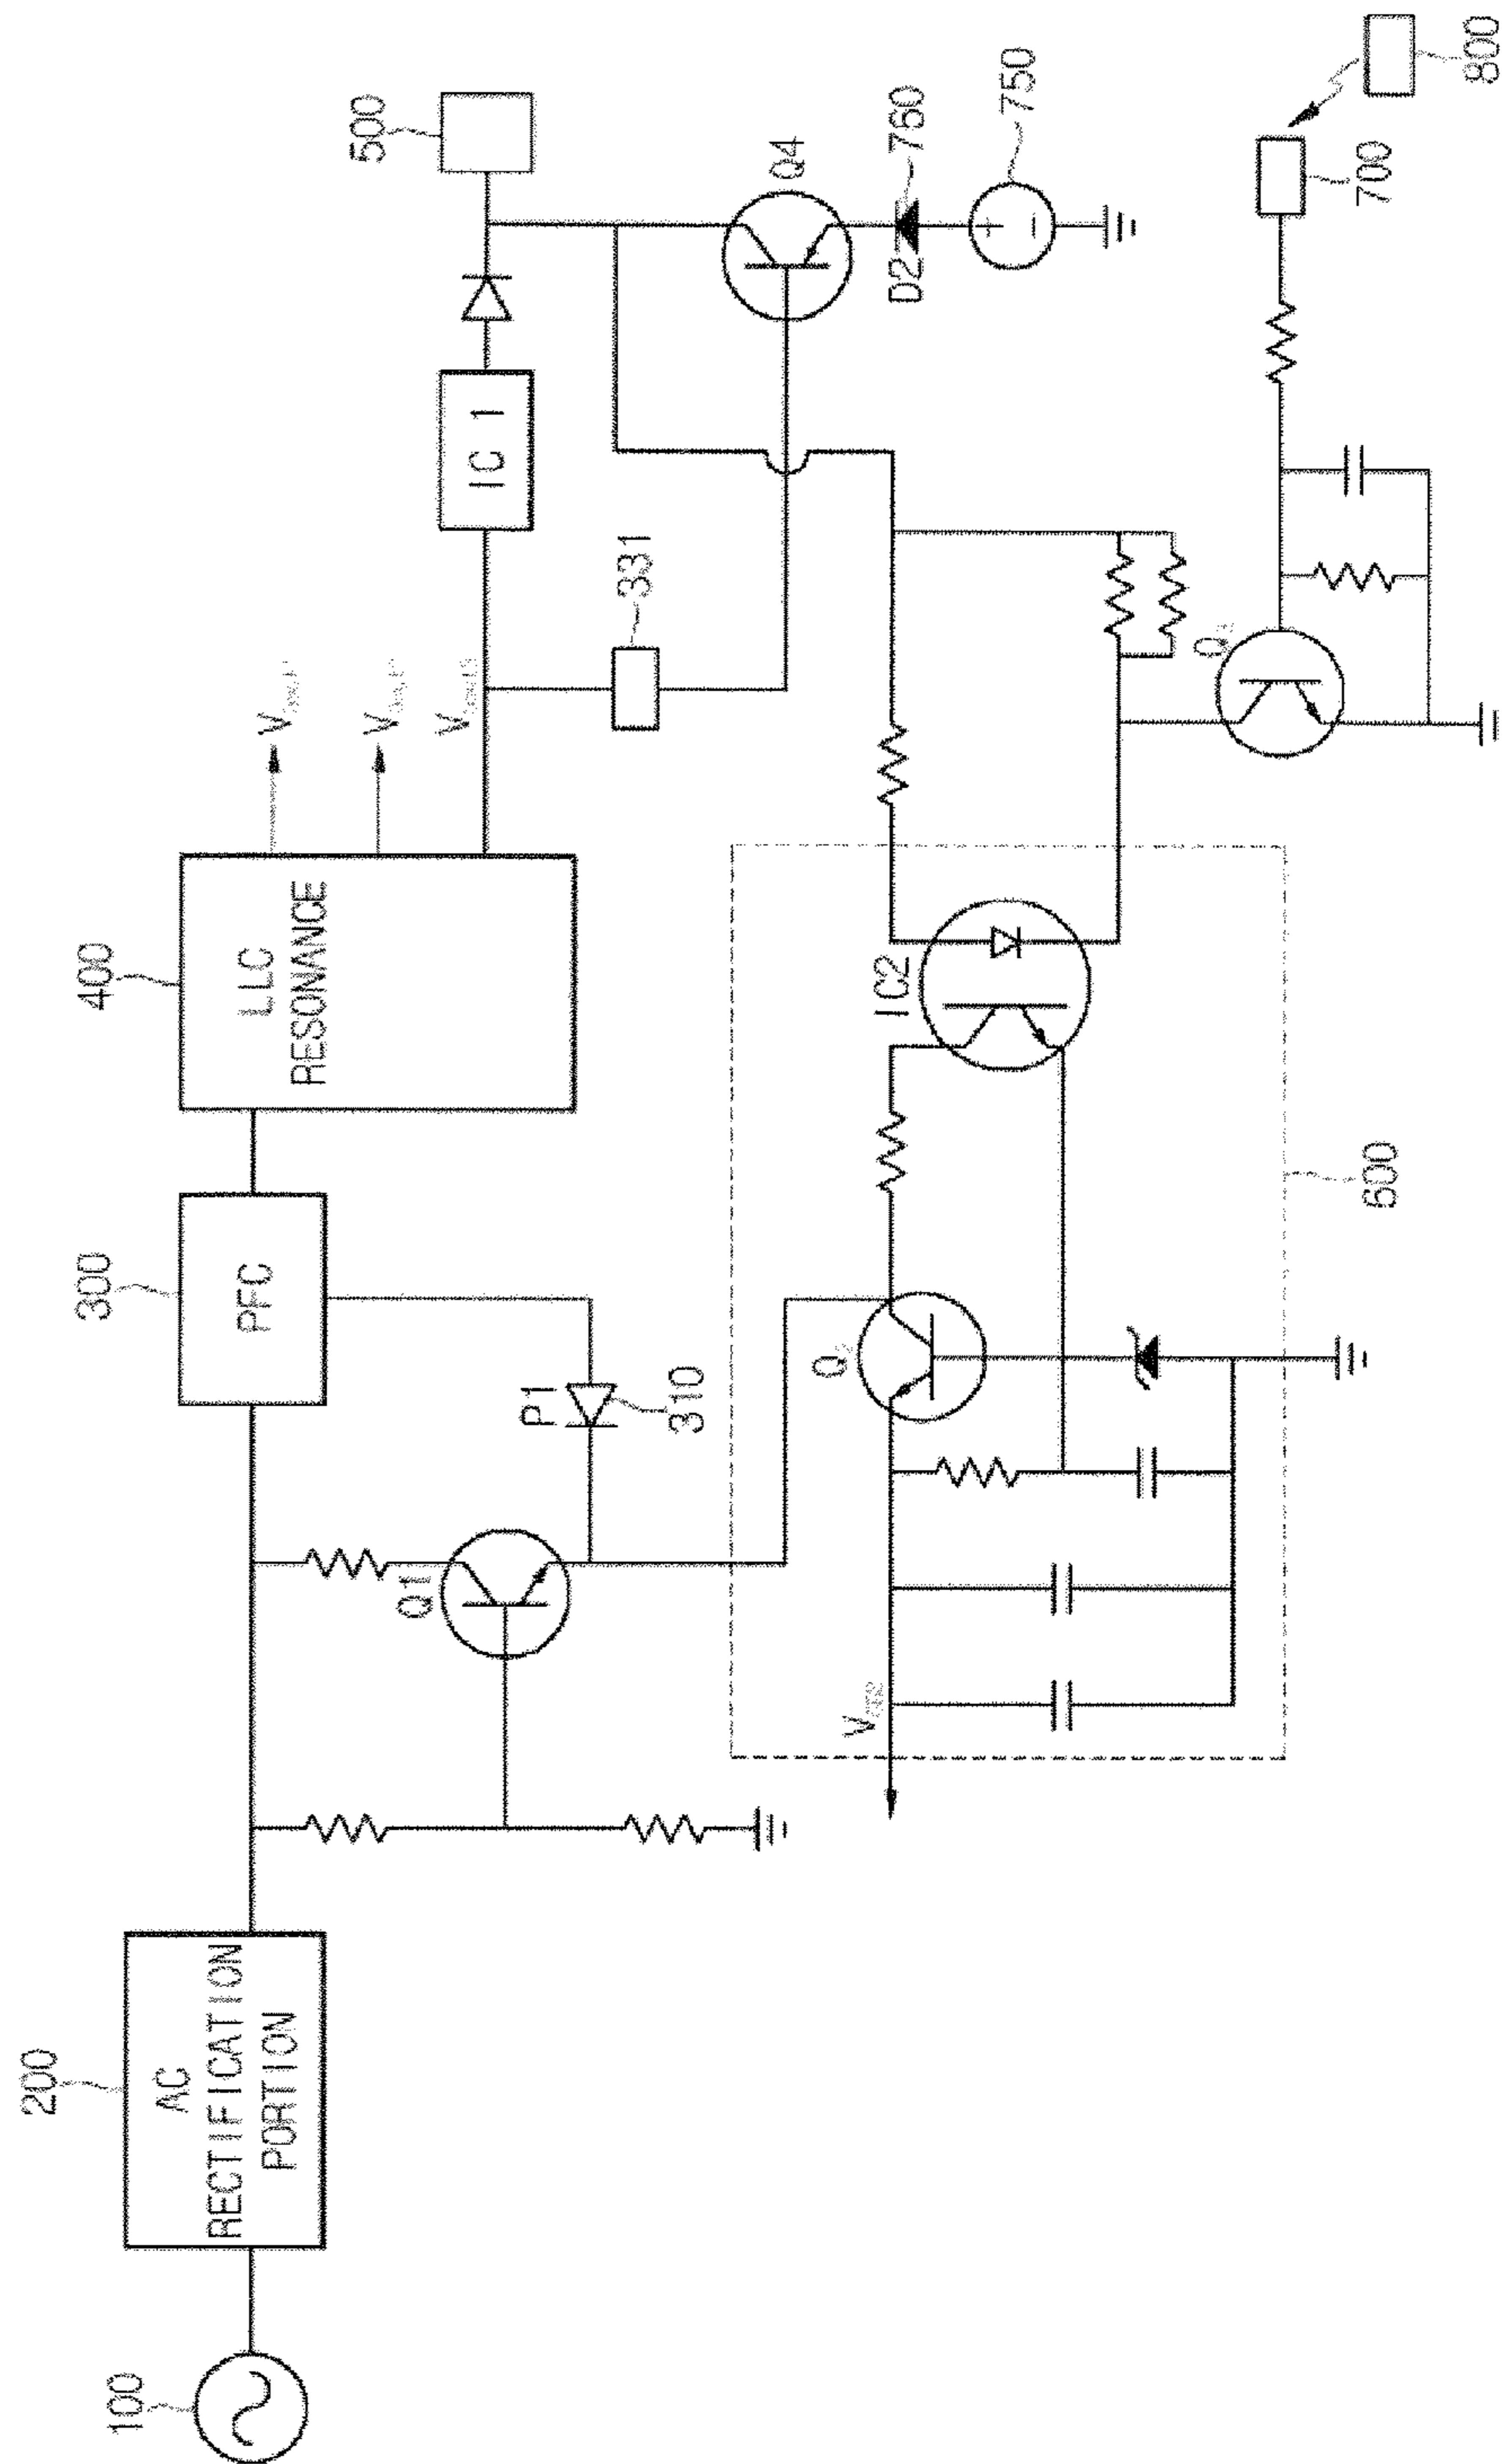 100
200
AC
RECTIFICATION
PORTION
300
PFC
400
LLC
RESONANCE
500
IC 1
331
Q4
D2
760
750
Q1
P1
310
Q2
IC2
600
700
800